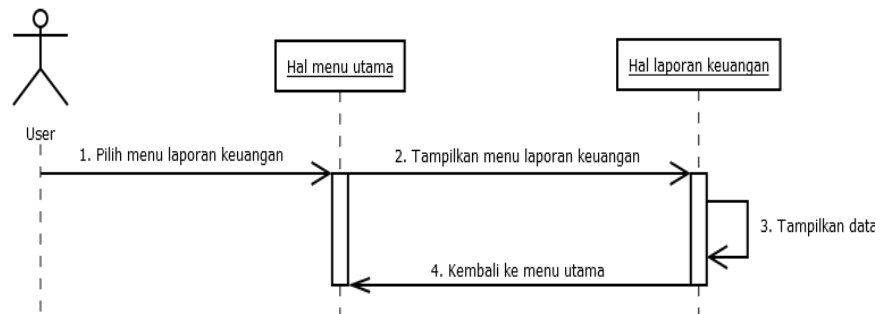 Hal menu utama
Hal laporan keuangan
User
1. Pilih menu laporan keuangan
2. Tampilkan menu laporan keuangan
3. Tampilkan data
4. Kembali ke menu utama